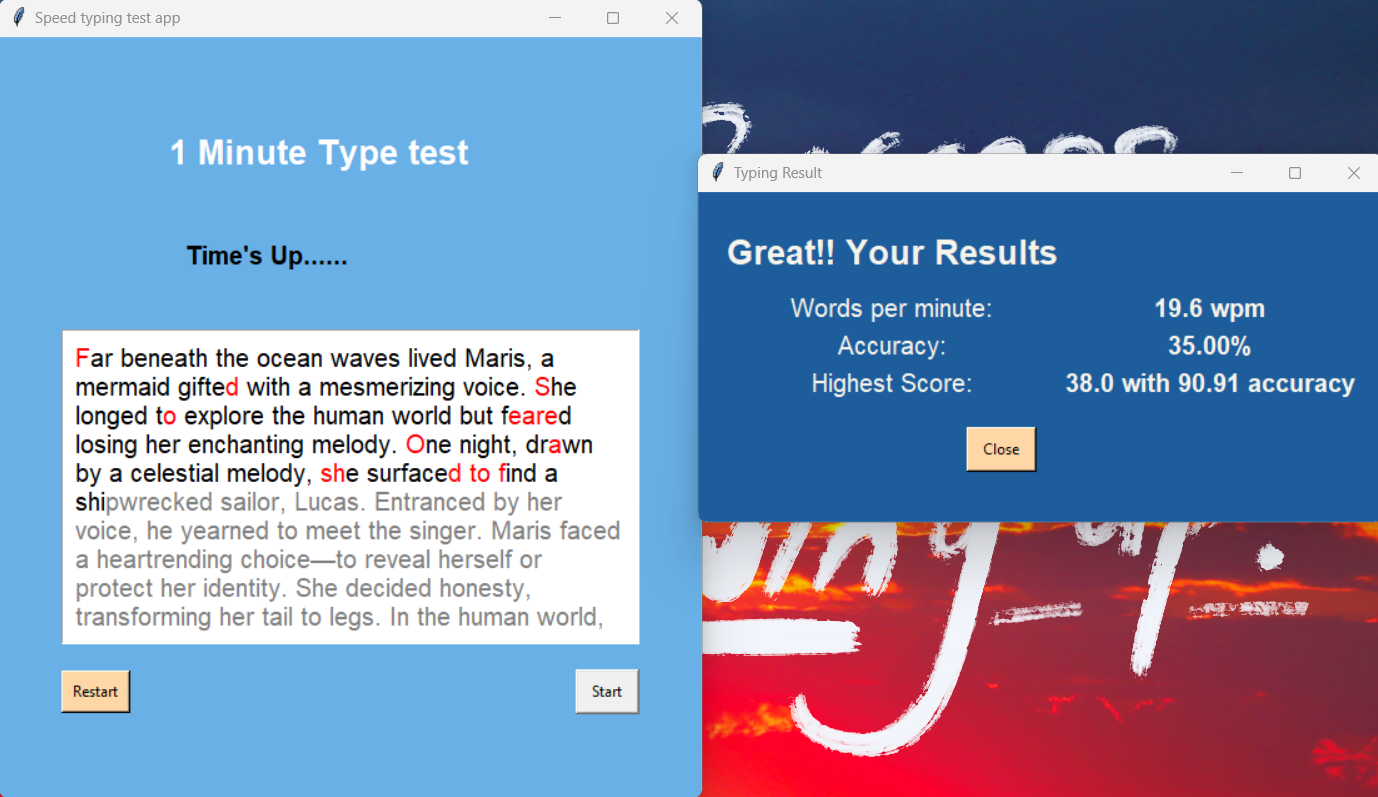 Speed typing test app
1 Minute Type test
Time's Up......
Far beneath the ocean waves lived Maris, a
mermaid gifted with a mesmerizing voice. She
longed to explore the human world but feared
losing her enchanting melody. One night, drawn
by a celestial melody, she surfaced to find a
shipwrecked sailor, Lucas. Entranced by her
voice, he yearned to meet the singer. Maris faced
a heartrending choice—to reveal herself or
protect her identity. She decided honesty,
transforming her tail to legs. In the human world,
Restart
Start
Typing Result
Great!! Your Results
Words per minute: 19.6 wpm
Accuracy: 35.00%
Highest Score: 38.0 with 90.91 accuracy
Close